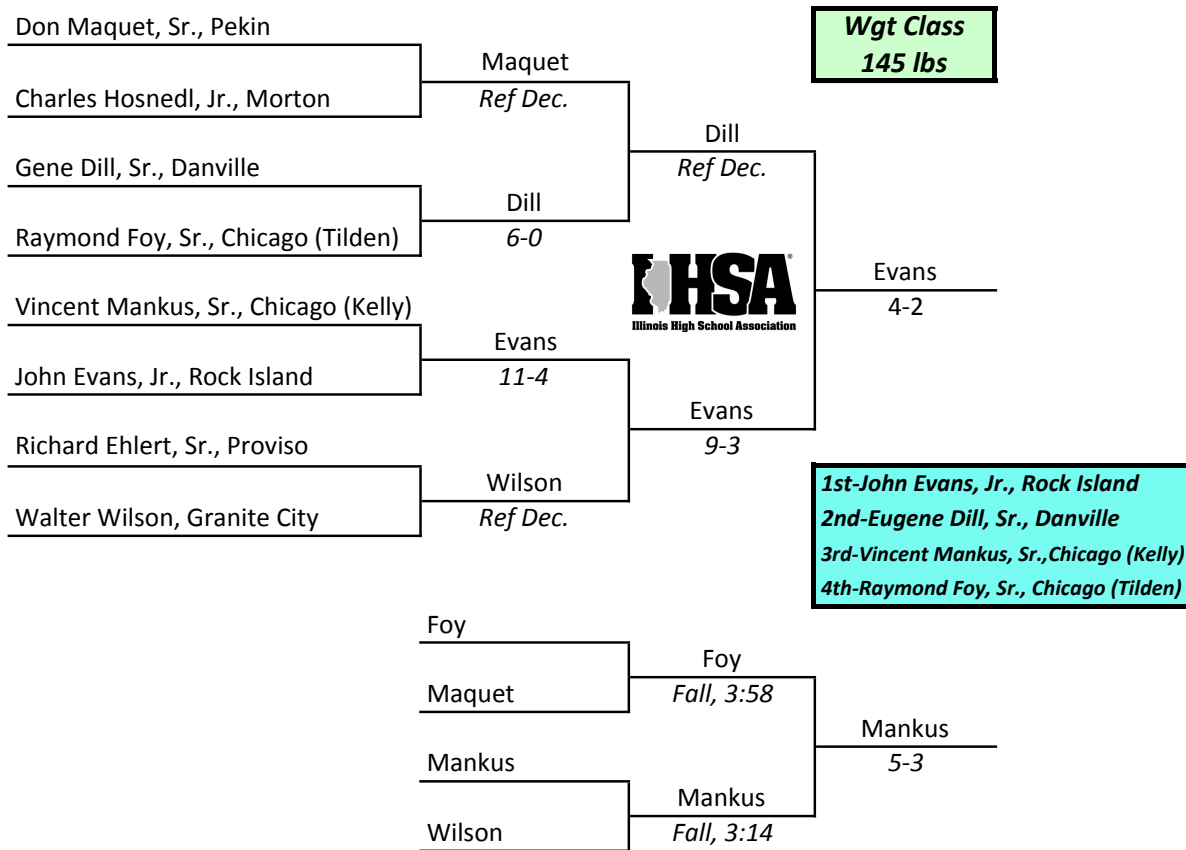 Don Maquet, Sr., Pekin
Wgt Class
145 lbs
Maquet
Ref Dec.
Charles Hosnedl, Jr., Morton
Dill
Ref Dec.
Gene Dill, Sr., Danville
Dill
6-0
Raymond Foy, Sr., Chicago (Tilden)
IHSA®
Illinois High School Association
Evans
4-2
Vincent Mankus, Sr., Chicago (Kelly)
Evans
11-4
John Evans, Jr., Rock Island
Evans
9-3
Richard Ehlert, Sr., Proviso
Wilson
Ref Dec.
Walter Wilson, Granite City
1st-John Evans, Jr., Rock Island
2nd-Eugene Dill, Sr., Danville
3rd-Vincent Mankus, Sr.,Chicago (Kelly)
4th-Raymond Foy, Sr., Chicago (Tilden)
Foy
Foy
Fall, 3:58
Maquet
Mankus
5-3
Mankus
Mankus
Fall, 3:14
Wilson